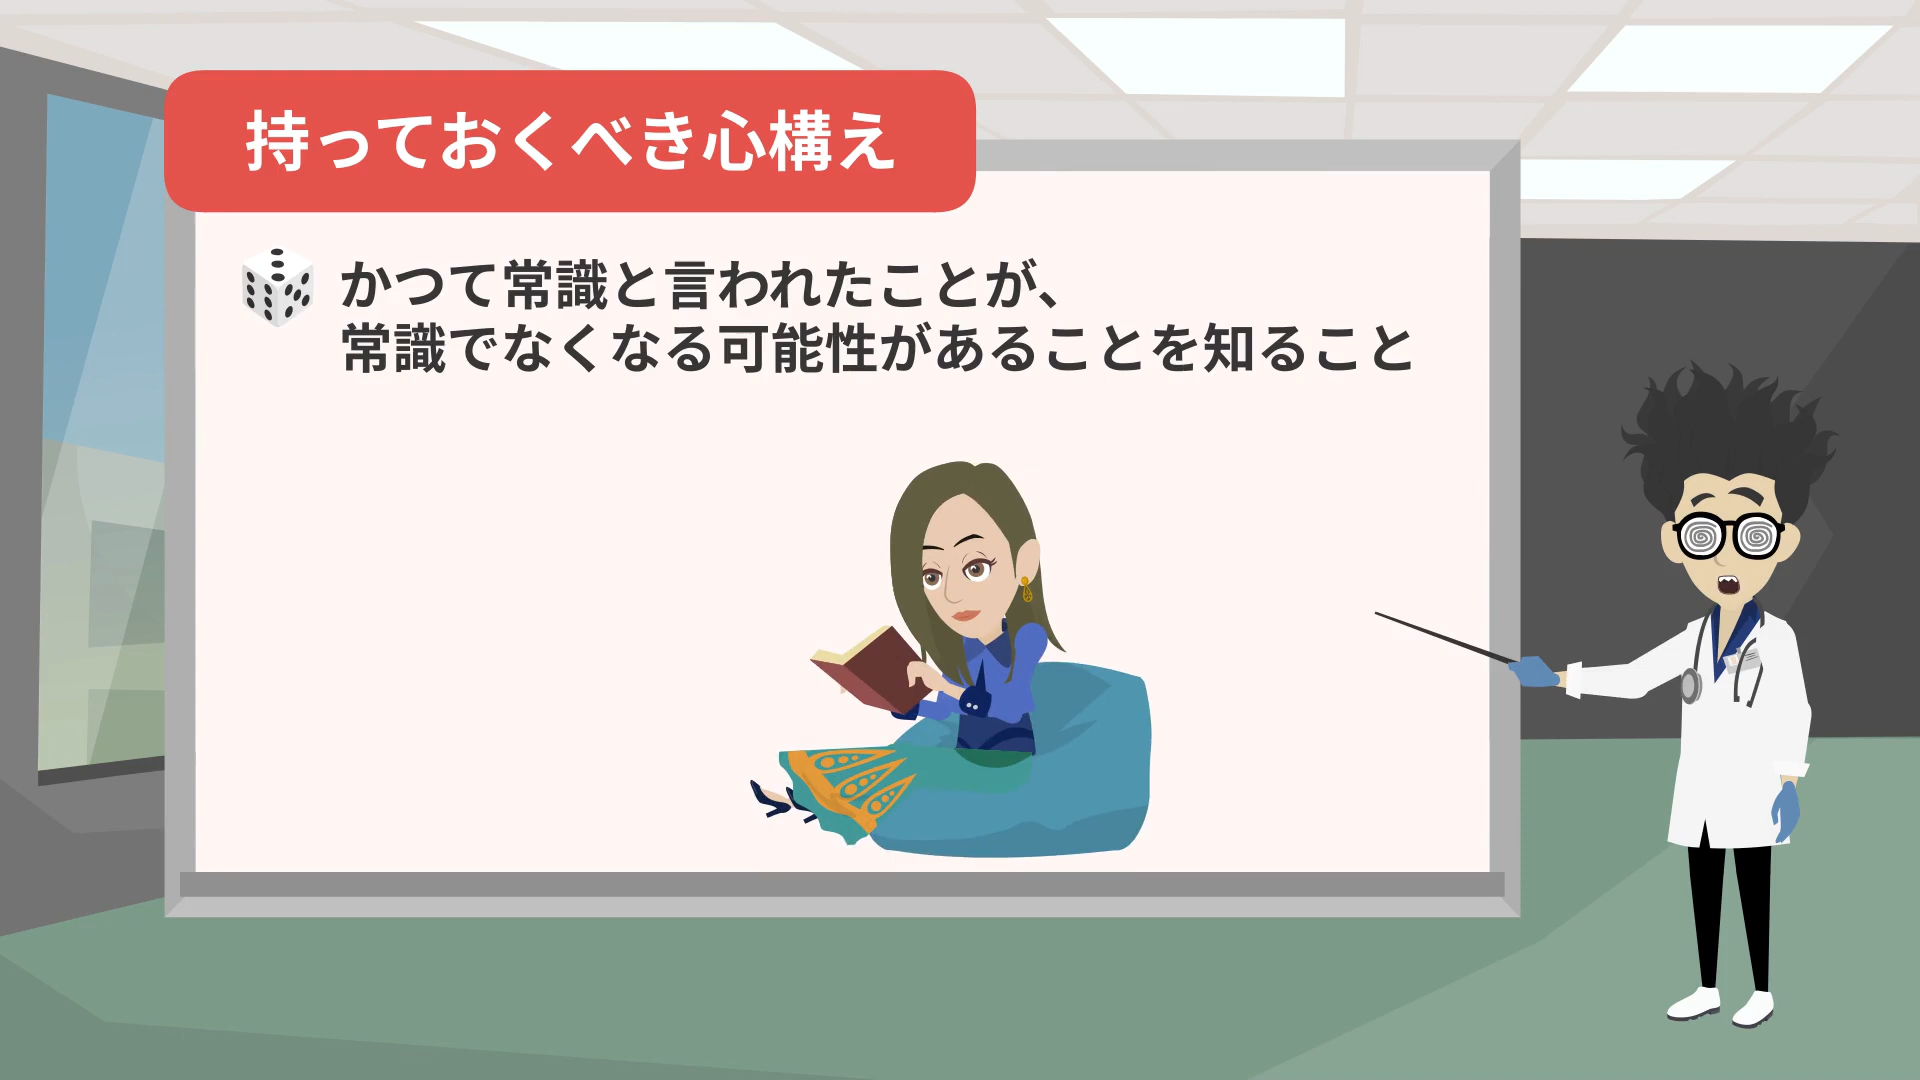 持っておくべき心構え
かつて常識と言われたことが、
常識でなくなる可能性があることを知ること